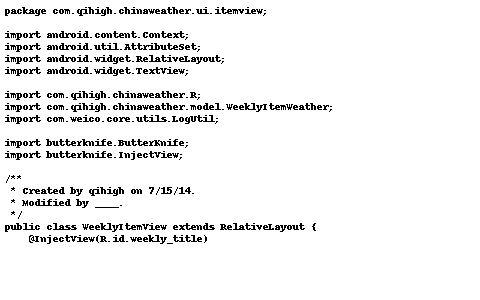 package com.qihigh.chinaweather.ui.itemview;

import android.content.Context;
import android.util.AttributeSet;
import android.widget.RelativeLayout;
import android.widget.TextView;

import com.qihigh.chinaweather.R;
import com.qihigh.chinaweather.model.WeeklyItemWeather;
import com.weico.core.utils.LogUtil;

import butterknife.ButterKnife;
import butterknife.InjectView;

/**
 * Created by qihigh on 7/15/14.
 * Modified by ____.
 */
public class WeeklyItemView extends RelativeLayout {
    @InjectView(R.id.weekly_title)